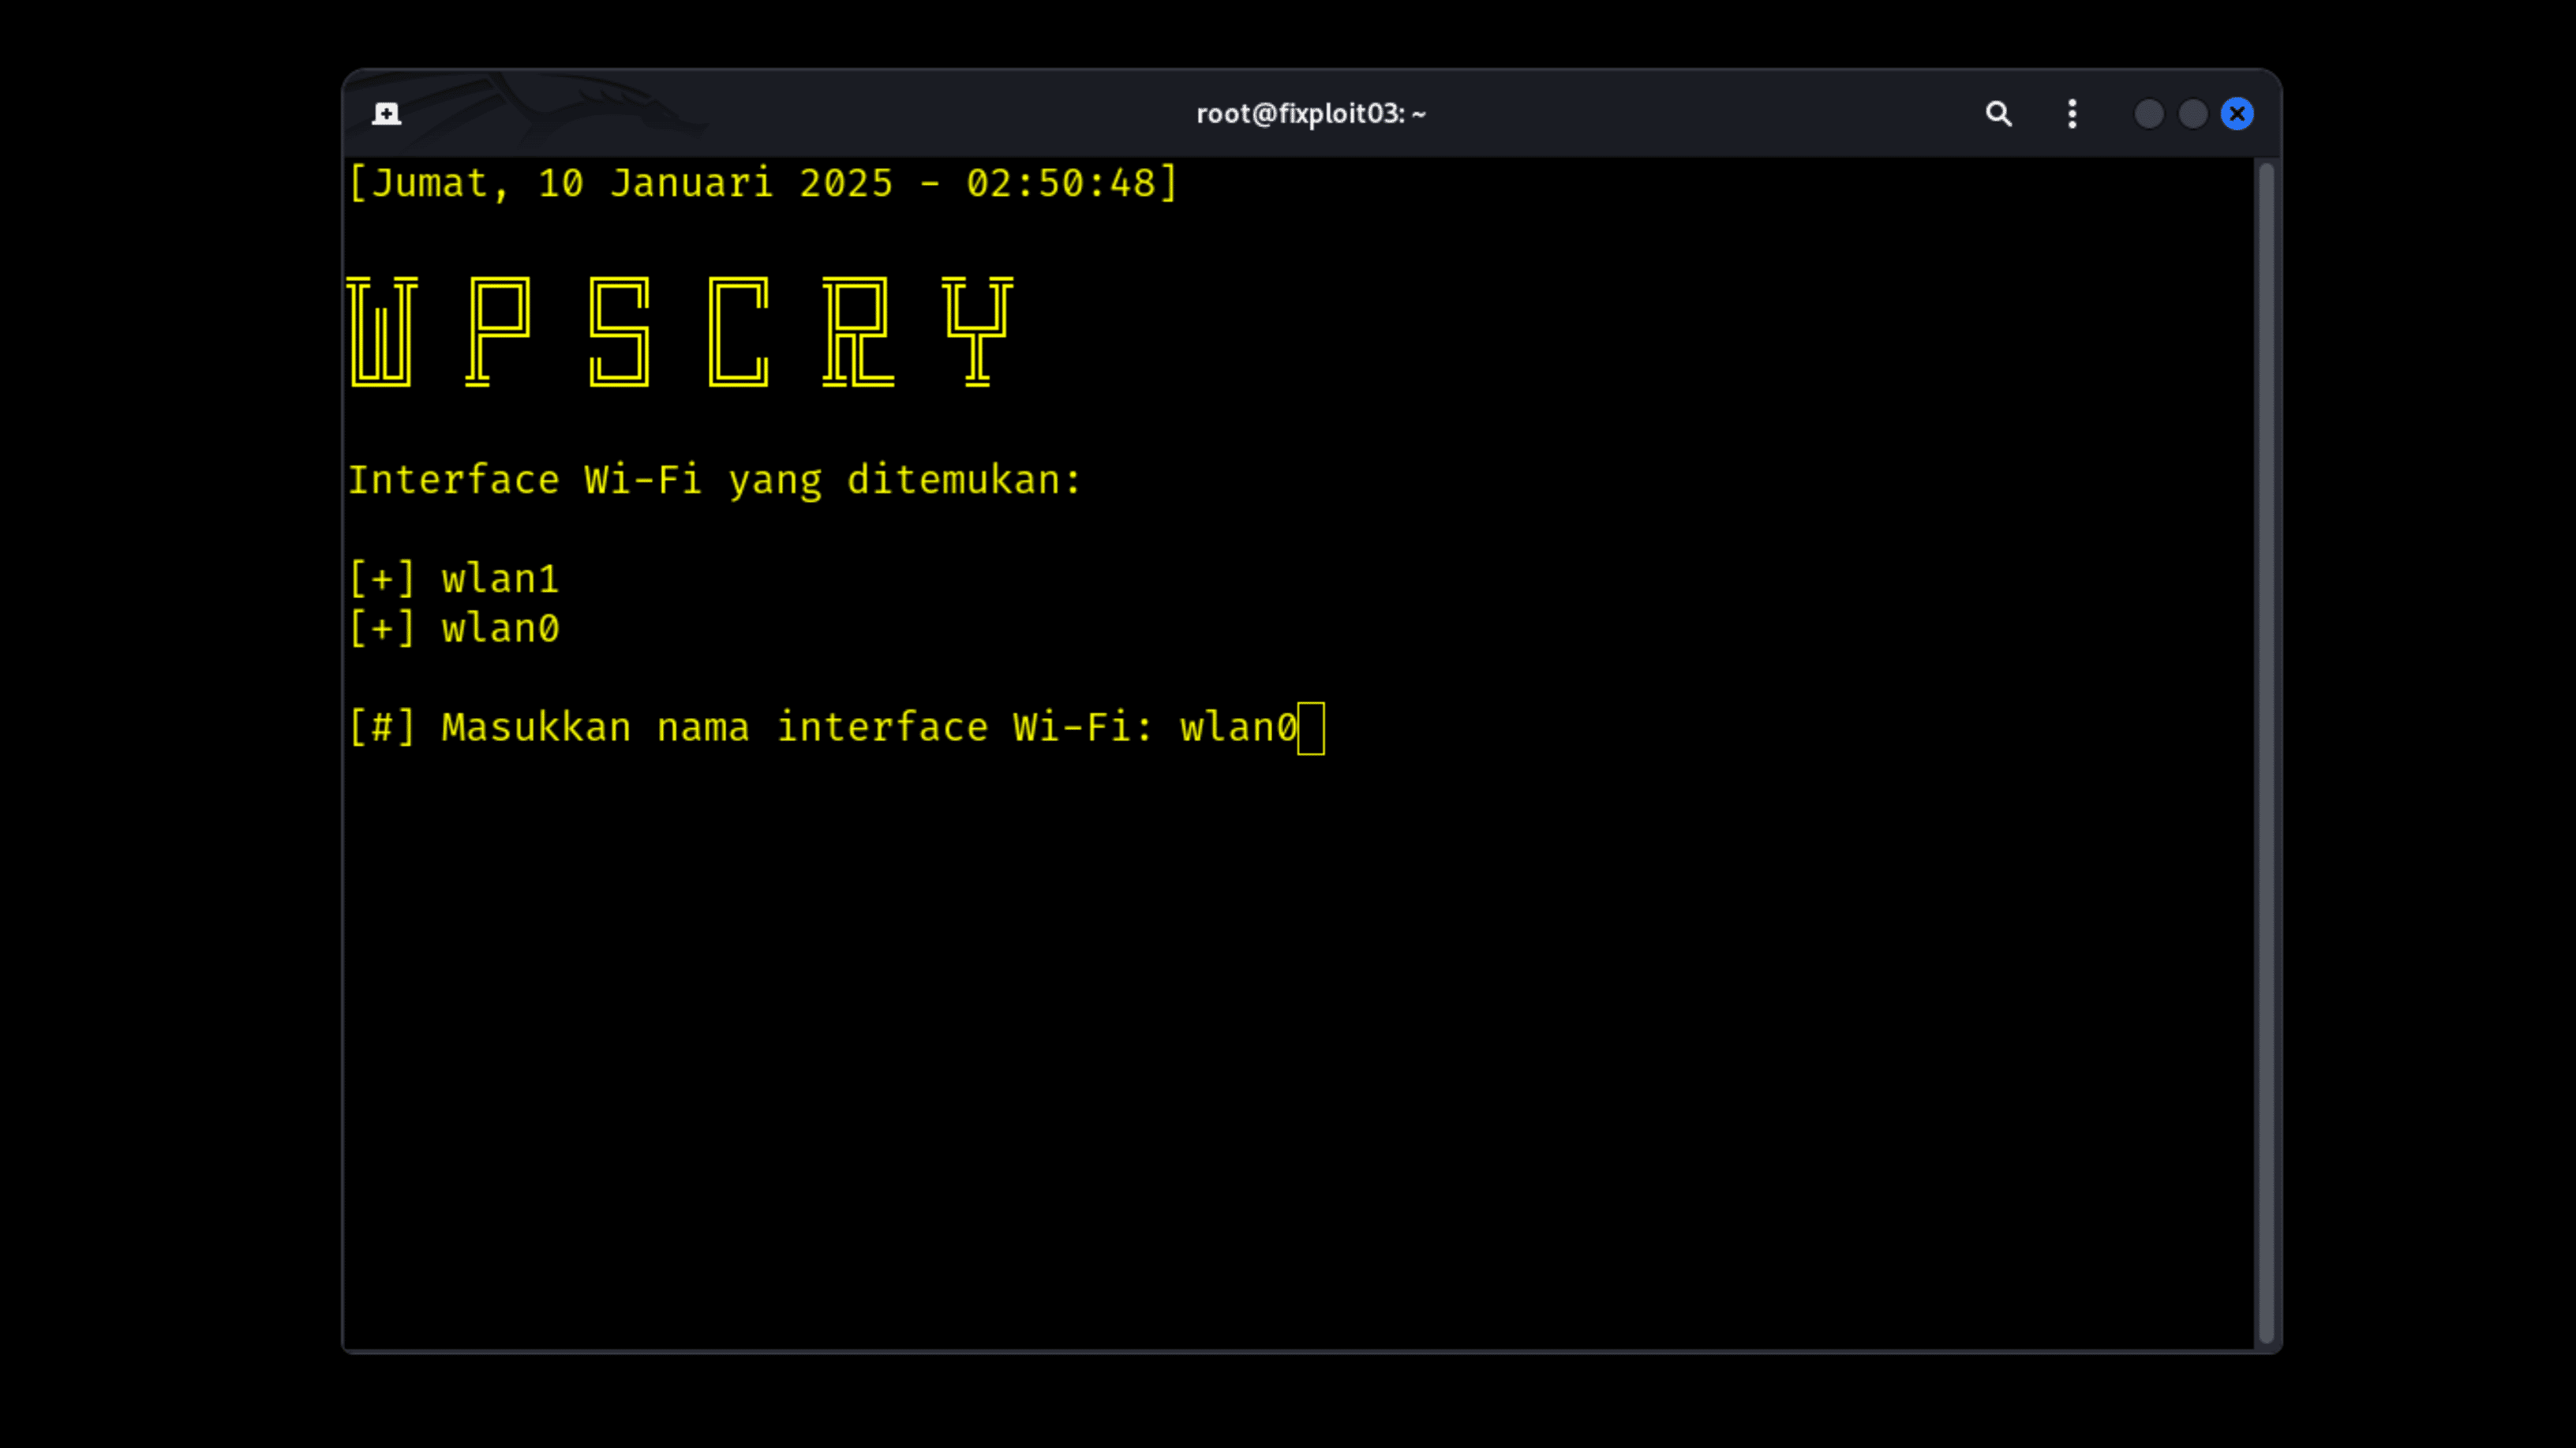 root@fixploit03: ~
[Jumat, 10 Januari 2025 - 02:50:48]
W P S C R Y
Interface Wi-Fi yang ditemukan:
[+] wlan1
[+] wlan0
[#] Masukkan nama interface Wi-Fi: wlan0